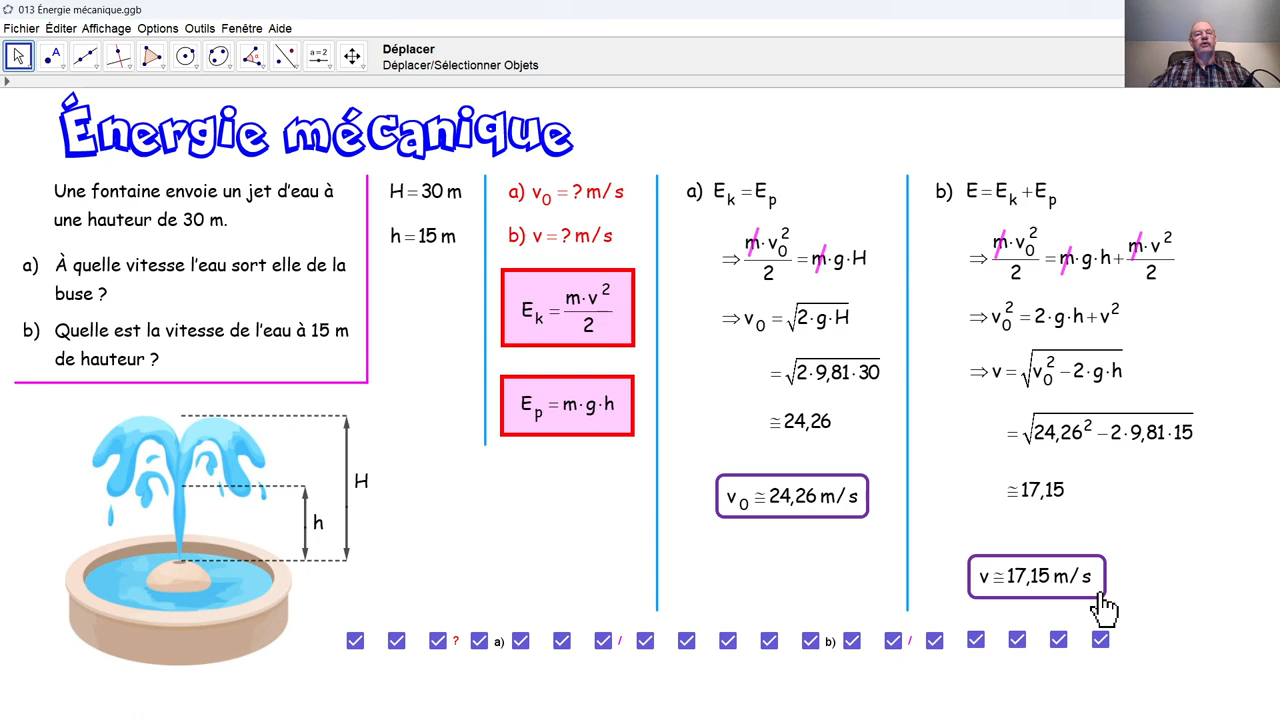 013 Énergie mécanique.ggb
Fichier Éditer Affichage Options Outils Fenêtre Aide
A
a=2
Déplacer
Déplacer/Sélectionner Objets
Énergie mécanique
Une fontaine envoie un jet d'eau à
une hauteur de 30 m.
a) À quelle vitesse l'eau sort elle de la
buse ?
b) Quelle est la vitesse de l'eau à 15 m
de hauteur ?
H
h
H = 30 m
h = 15 m
a) v₀ = ? m/s
b) v = ? m/s
Eₖ = m·v²/2
Eₚ = m·g·h
a) Eₖ = Eₚ
⇒ m·v₀²/2 = m·g·H
⇒ v₀ = √(2·g·H)
= √(2·9,81·30)
≅ 24,26
v₀ ≅ 24,26 m/s
b) E = Eₖ + Eₚ
⇒ m·v₀²/2 = m·g·h + m·v²/2
⇒ v₀² = 2·g·h + v²
⇒ v = √(v₀² − 2·g·h)
= √(24,26² − 2·9,81·15)
≅ 17,15
v ≅ 17,15 m/s
? a) / b) /